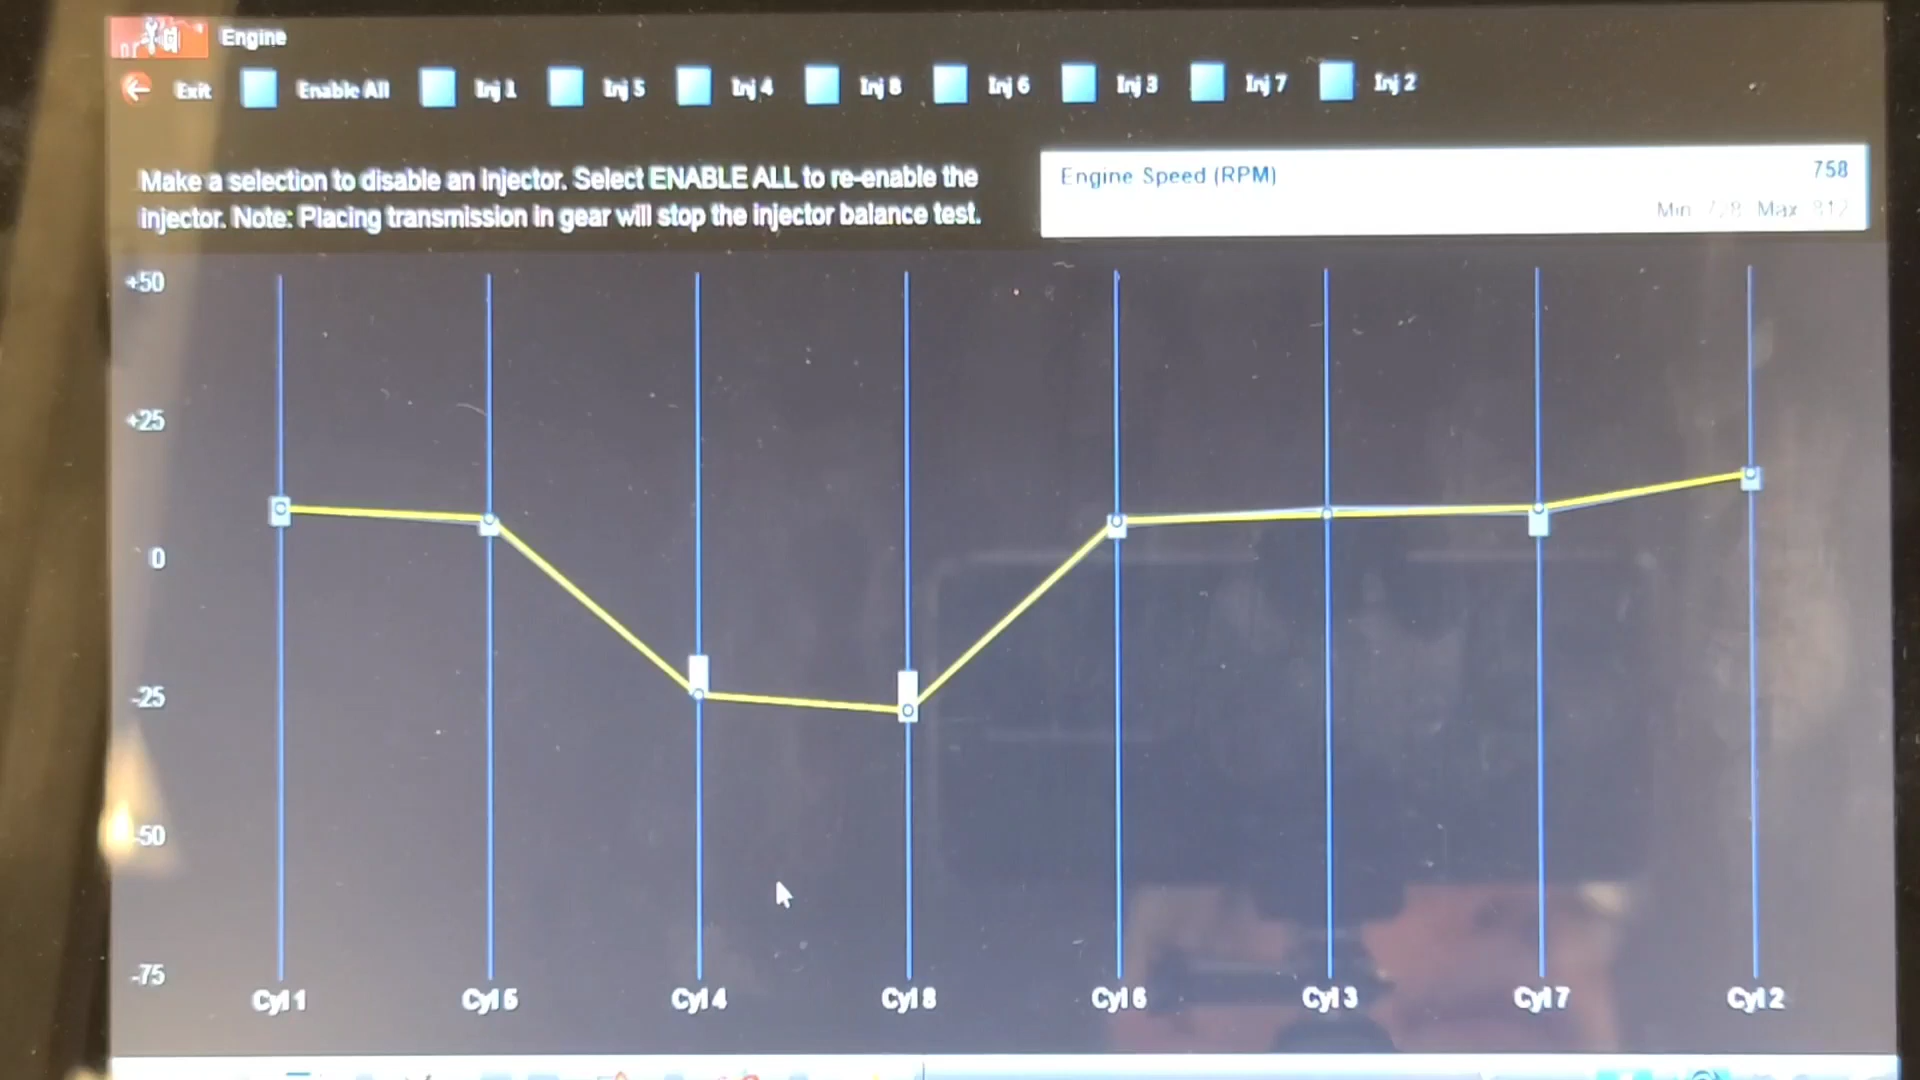 Engine
Exit Enable All Inj 1 Inj 5 Inj 4 Inj 8 Inj 6 Inj 3 Inj 7 Inj 2
Make a selection to disable an injector. Select ENABLE ALL to re-enable the
injector. Note: Placing transmission in gear will stop the injector balance test.
Engine Speed (RPM) 758
Min 728 Max 812
+50
+25
0
-25
-50
-75
Cyl 1 Cyl 5 Cyl 4 Cyl 8 Cyl 6 Cyl 3 Cyl 7 Cyl 2